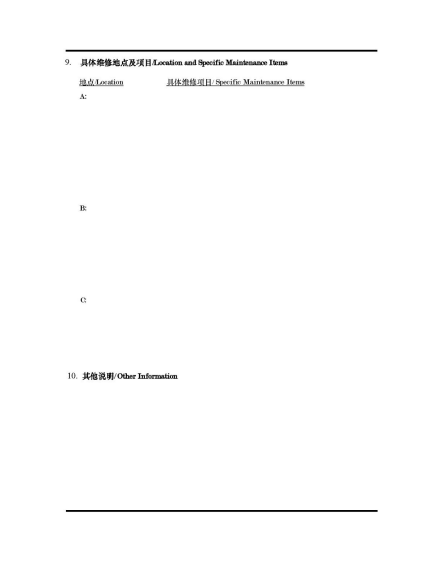 9. 具体维修地点及项目/Location and Specific Maintenance Items
地点/Location 具体维修项目/ Specific Maintenance Items
A:
B:
C:
10. 其他说明/Other Information